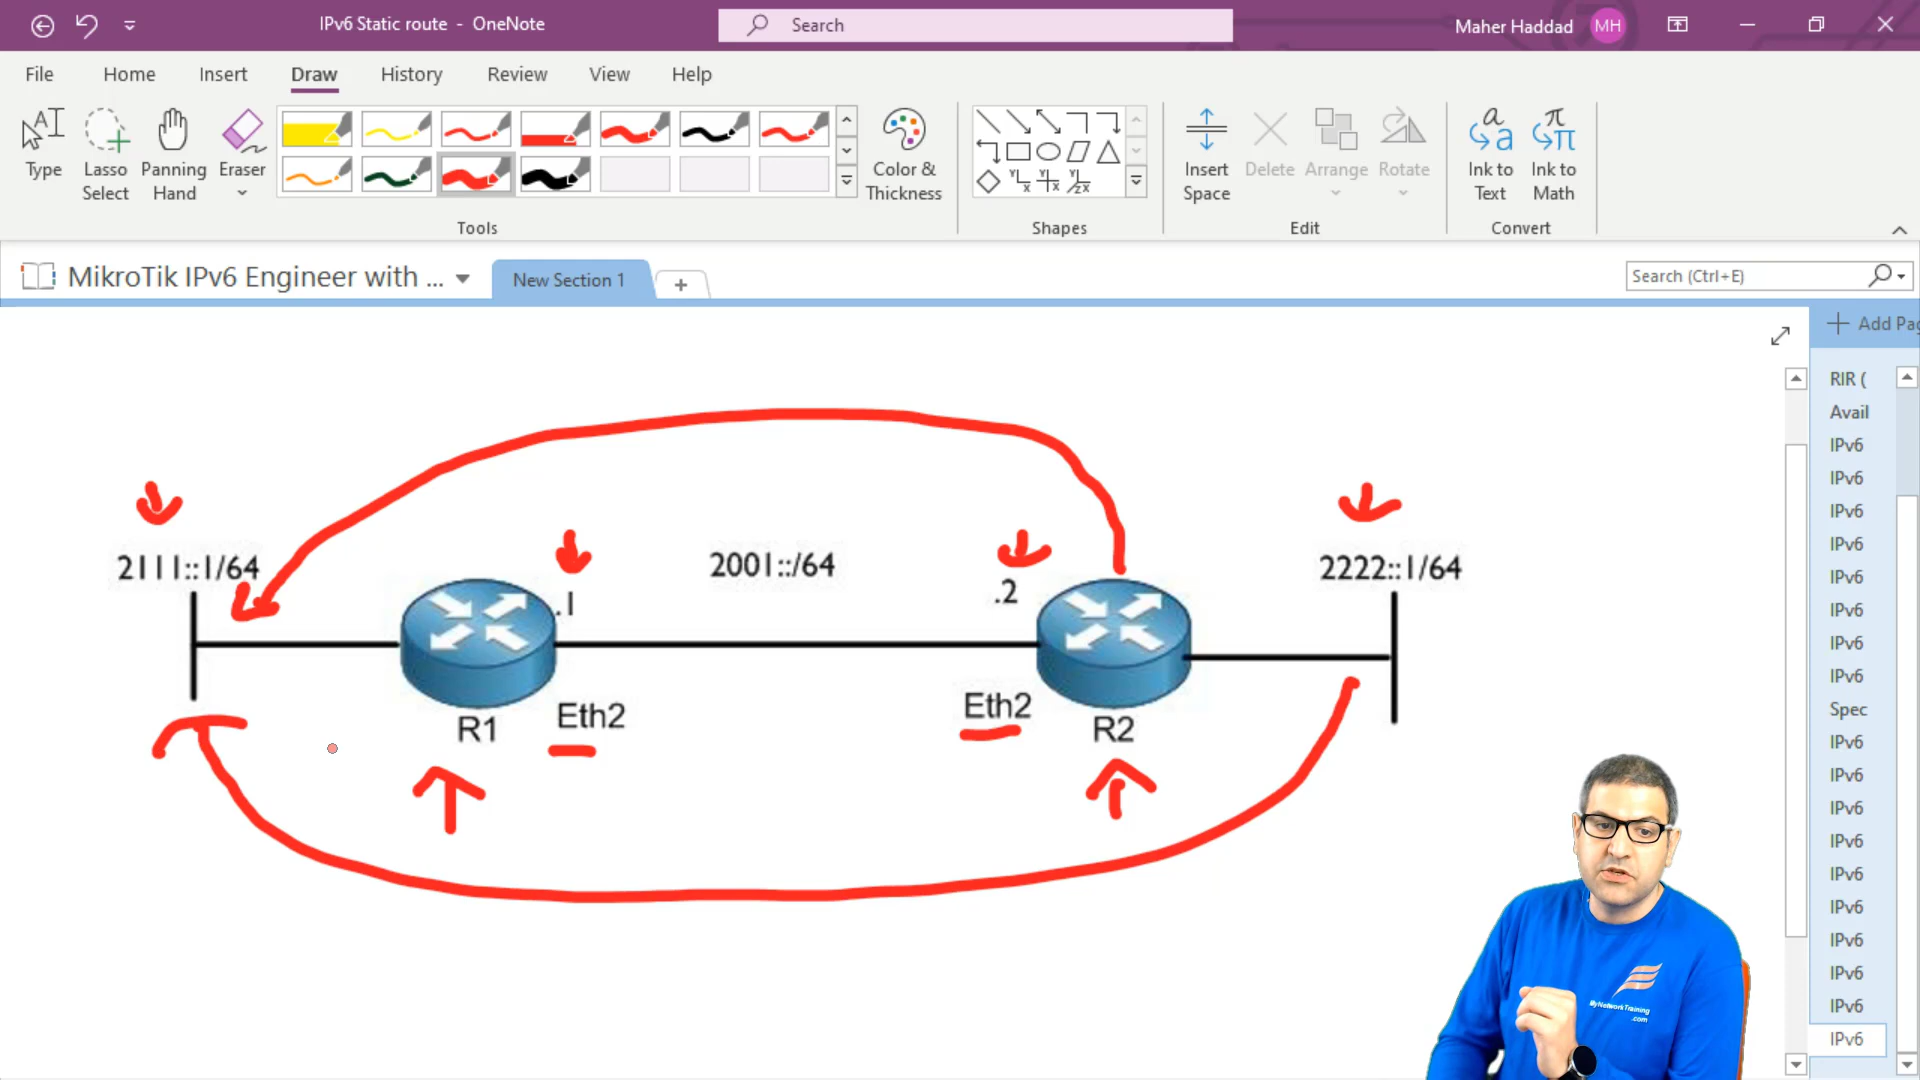 IPv6 Static route - OneNote
Search
Maher Haddad
MH
File
Home
Insert
Draw
History
Review
View
Help
Type
Lasso Select
Panning Hand
Eraser
Color & Thickness
Insert Space
Delete
Arrange
Rotate
Ink to Text
Ink to Math
Tools
Shapes
Edit
Convert
MikroTik IPv6 Engineer with ...
New Section 1
Search (Ctrl+E)
Add Pag
RIR (
Avail
IPv6
IPv6
IPv6
IPv6
IPv6
IPv6
IPv6
IPv6
Spec
IPv6
IPv6
IPv6
IPv6
IPv6
IPv6
IPv6
IPv6
IPv6
IPv6
2111::1/64
2001::/64
2222::1/64
.1
.2
Eth2
Eth2
R1
R2
MyNetworkTraining
.com